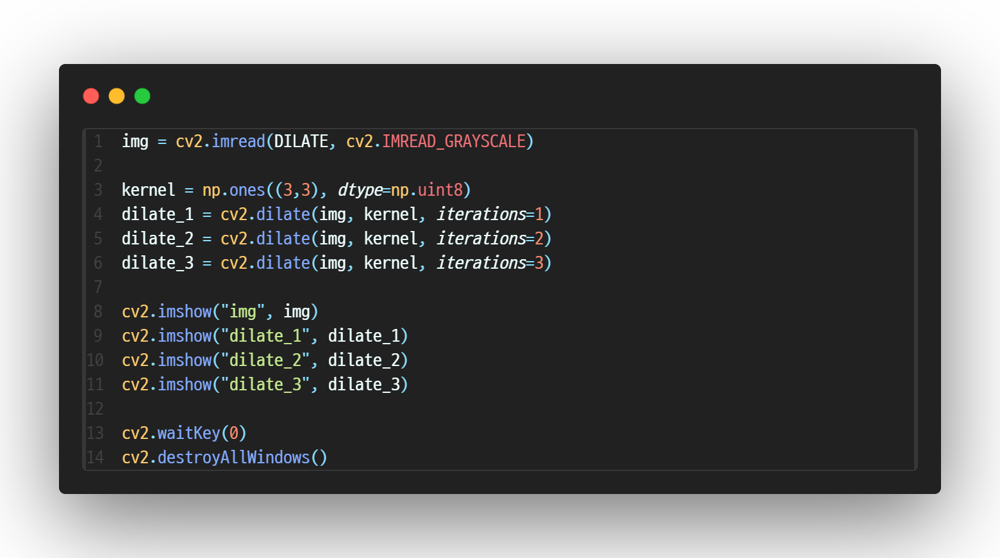 1 img = cv2.imread(DILATE, cv2.IMREAD_GRAYSCALE)
2
3 kernel = np.ones((3,3), dtype=np.uint8)
4 dilate_1 = cv2.dilate(img, kernel, iterations=1)
5 dilate_2 = cv2.dilate(img, kernel, iterations=2)
6 dilate_3 = cv2.dilate(img, kernel, iterations=3)
7
8 cv2.imshow("img", img)
9 cv2.imshow("dilate_1", dilate_1)
10 cv2.imshow("dilate_2", dilate_2)
11 cv2.imshow("dilate_3", dilate_3)
12
13 cv2.waitKey(0)
14 cv2.destroyAllWindows()